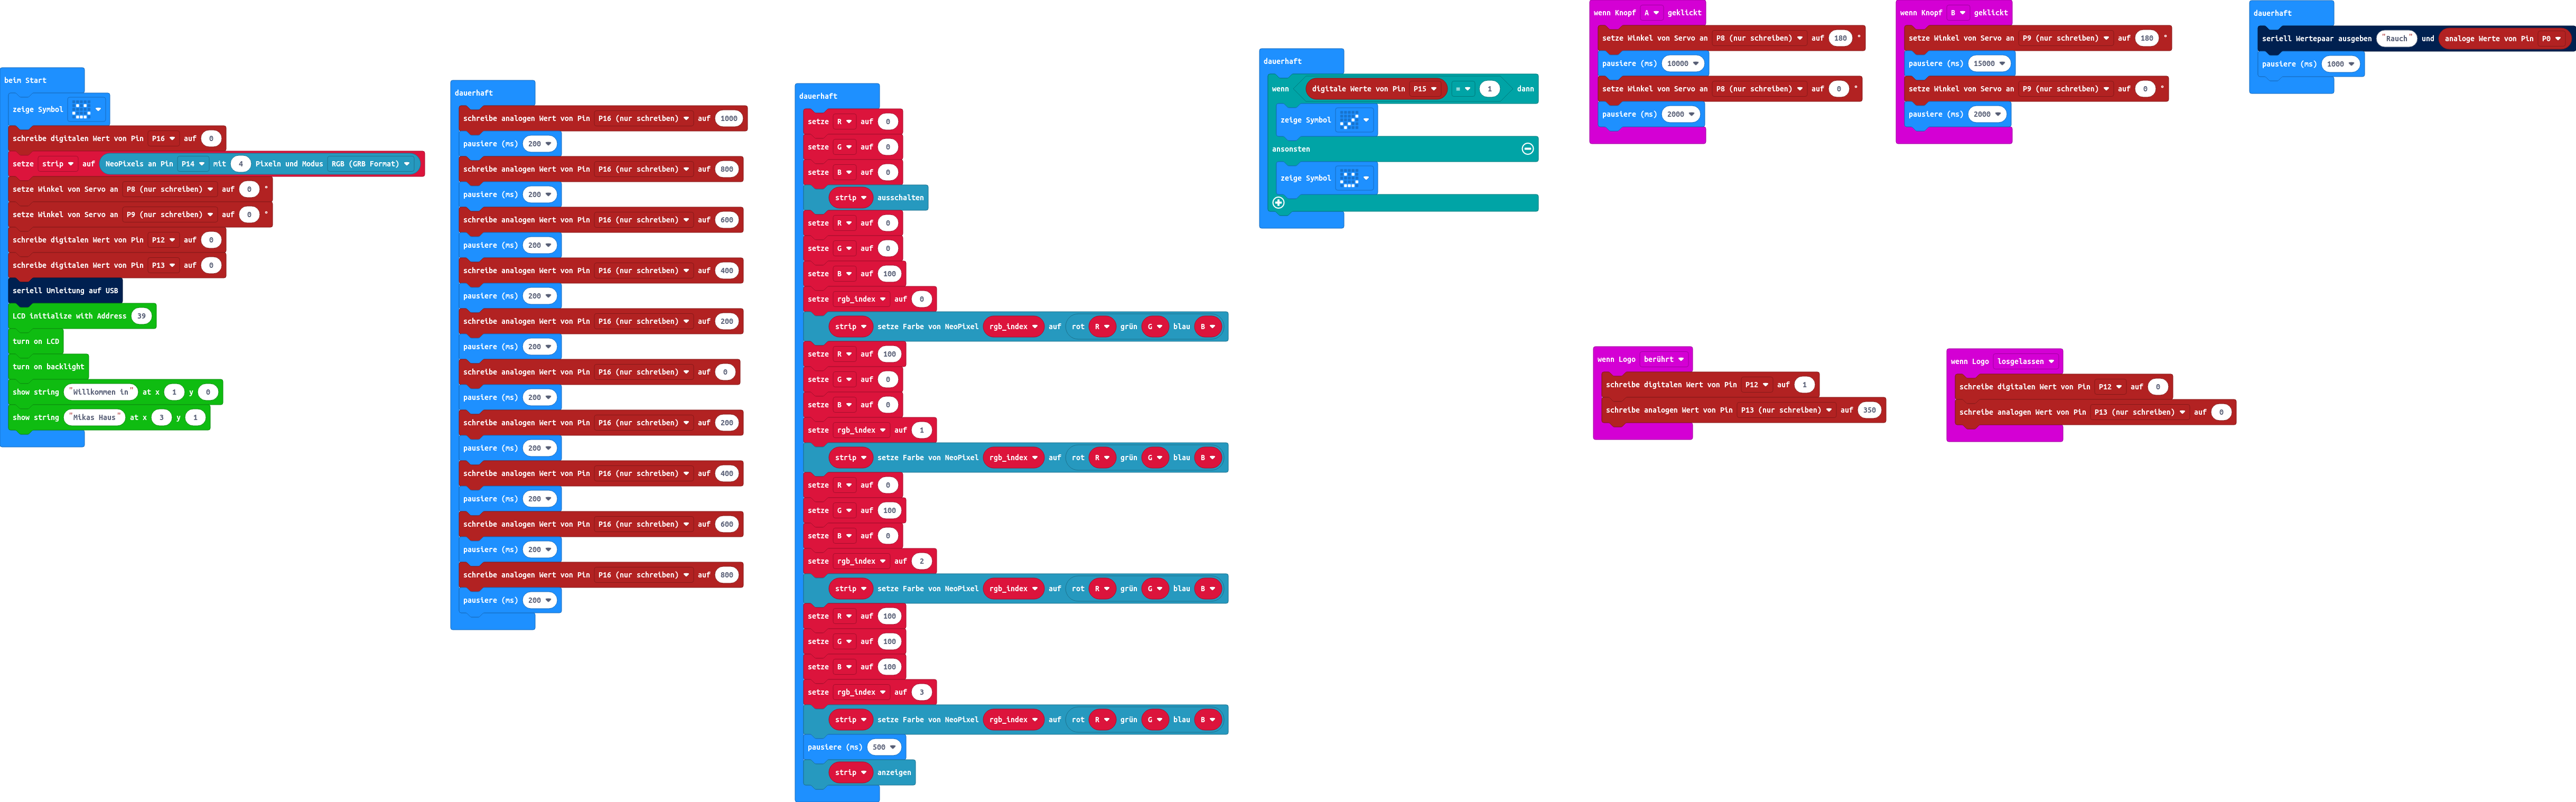 beim Start
zeige Symbol
schreibe digitalen Wert von Pin P16 auf 0
setze strip auf NeoPixels an Pin P14 mit 4 Pixeln und Modus RGB (GRB Format)
setze Winkel von Servo an P8 (nur schreiben) auf 0 °
setze Winkel von Servo an P9 (nur schreiben) auf 0 °
schreibe digitalen Wert von Pin P12 auf 0
schreibe digitalen Wert von Pin P13 auf 0
seriell Umleitung auf USB
LCD initialize with Address 39
turn on LCD
turn on backlight
show string "Willkommen in" at x 1 y 0
show string "Mikas Haus" at x 3 y 1
dauerhaft
schreibe analogen Wert von Pin P16 (nur schreiben) auf 1000
pausiere (ms) 200
schreibe analogen Wert von Pin P16 (nur schreiben) auf 800
pausiere (ms) 200
schreibe analogen Wert von Pin P16 (nur schreiben) auf 600
pausiere (ms) 200
schreibe analogen Wert von Pin P16 (nur schreiben) auf 400
pausiere (ms) 200
schreibe analogen Wert von Pin P16 (nur schreiben) auf 200
pausiere (ms) 200
schreibe analogen Wert von Pin P16 (nur schreiben) auf 0
pausiere (ms) 200
schreibe analogen Wert von Pin P16 (nur schreiben) auf 200
pausiere (ms) 200
schreibe analogen Wert von Pin P16 (nur schreiben) auf 400
pausiere (ms) 200
schreibe analogen Wert von Pin P16 (nur schreiben) auf 600
pausiere (ms) 200
schreibe analogen Wert von Pin P16 (nur schreiben) auf 800
pausiere (ms) 200
dauerhaft
setze R auf 0
setze G auf 0
setze B auf 0
strip ausschalten
setze R auf 0
setze G auf 0
setze B auf 100
setze rgb_index auf 0
strip setze Farbe von NeoPixel rgb_index auf rot R grün G blau B
setze R auf 100
setze G auf 0
setze B auf 0
setze rgb_index auf 1
strip setze Farbe von NeoPixel rgb_index auf rot R grün G blau B
setze R auf 0
setze G auf 100
setze B auf 0
setze rgb_index auf 2
strip setze Farbe von NeoPixel rgb_index auf rot R grün G blau B
setze R auf 100
setze G auf 100
setze B auf 100
setze rgb_index auf 3
strip setze Farbe von NeoPixel rgb_index auf rot R grün G blau B
pausiere (ms) 500
strip anzeigen
dauerhaft
wenn digitale Werte von Pin P15 = 1 dann
zeige Symbol
ansonsten
zeige Symbol
wenn Knopf A geklickt
setze Winkel von Servo an P8 (nur schreiben) auf 180 °
pausiere (ms) 10000
setze Winkel von Servo an P8 (nur schreiben) auf 0 °
pausiere (ms) 2000
wenn Knopf B geklickt
setze Winkel von Servo an P9 (nur schreiben) auf 180 °
pausiere (ms) 15000
setze Winkel von Servo an P9 (nur schreiben) auf 0 °
pausiere (ms) 2000
dauerhaft
seriell Wertepaar ausgeben "Rauch" und analoge Werte von Pin P0
pausiere (ms) 1000
wenn Logo berührt
schreibe digitalen Wert von Pin P12 auf 1
schreibe analogen Wert von Pin P13 (nur schreiben) auf 350
wenn Logo losgelassen
schreibe digitalen Wert von Pin P12 auf 0
schreibe analogen Wert von Pin P13 (nur schreiben) auf 0